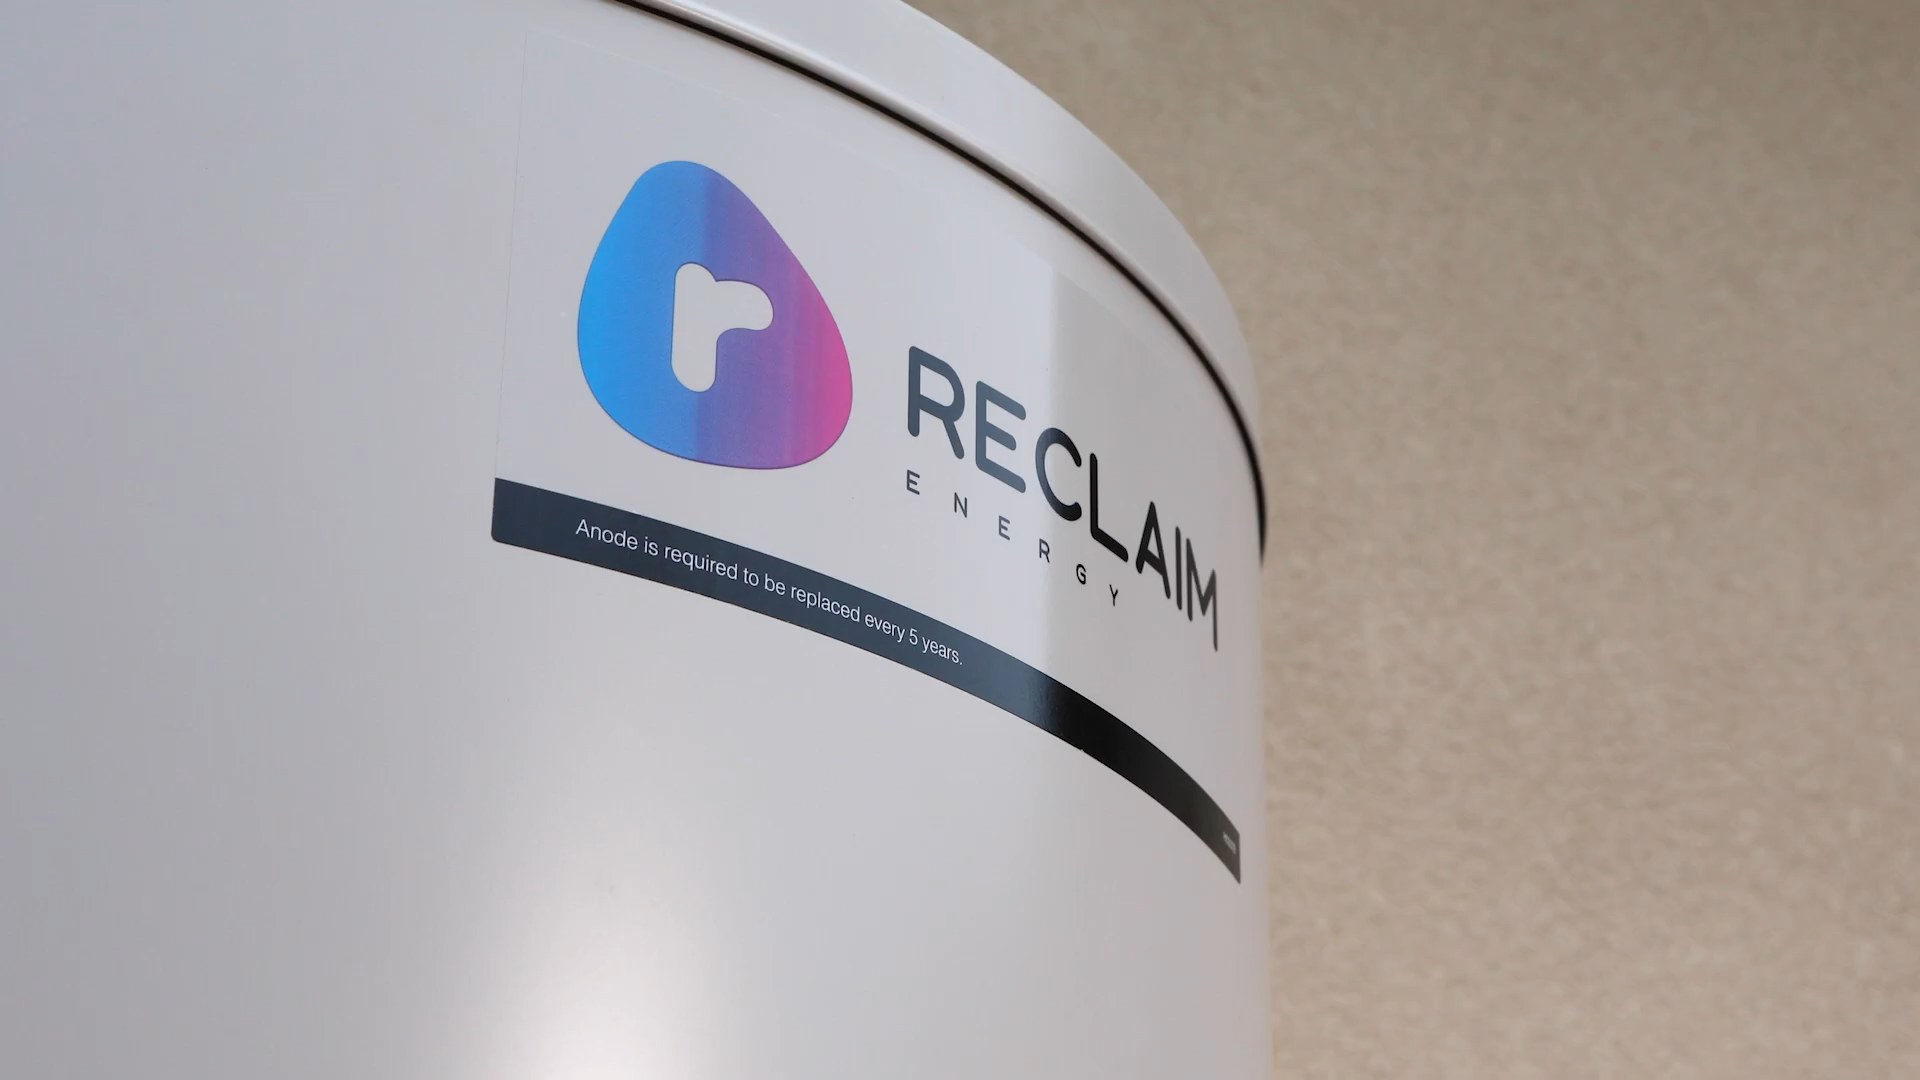 r
RECLAIM
ENERGY
Anode is required to be replaced every 5 years.